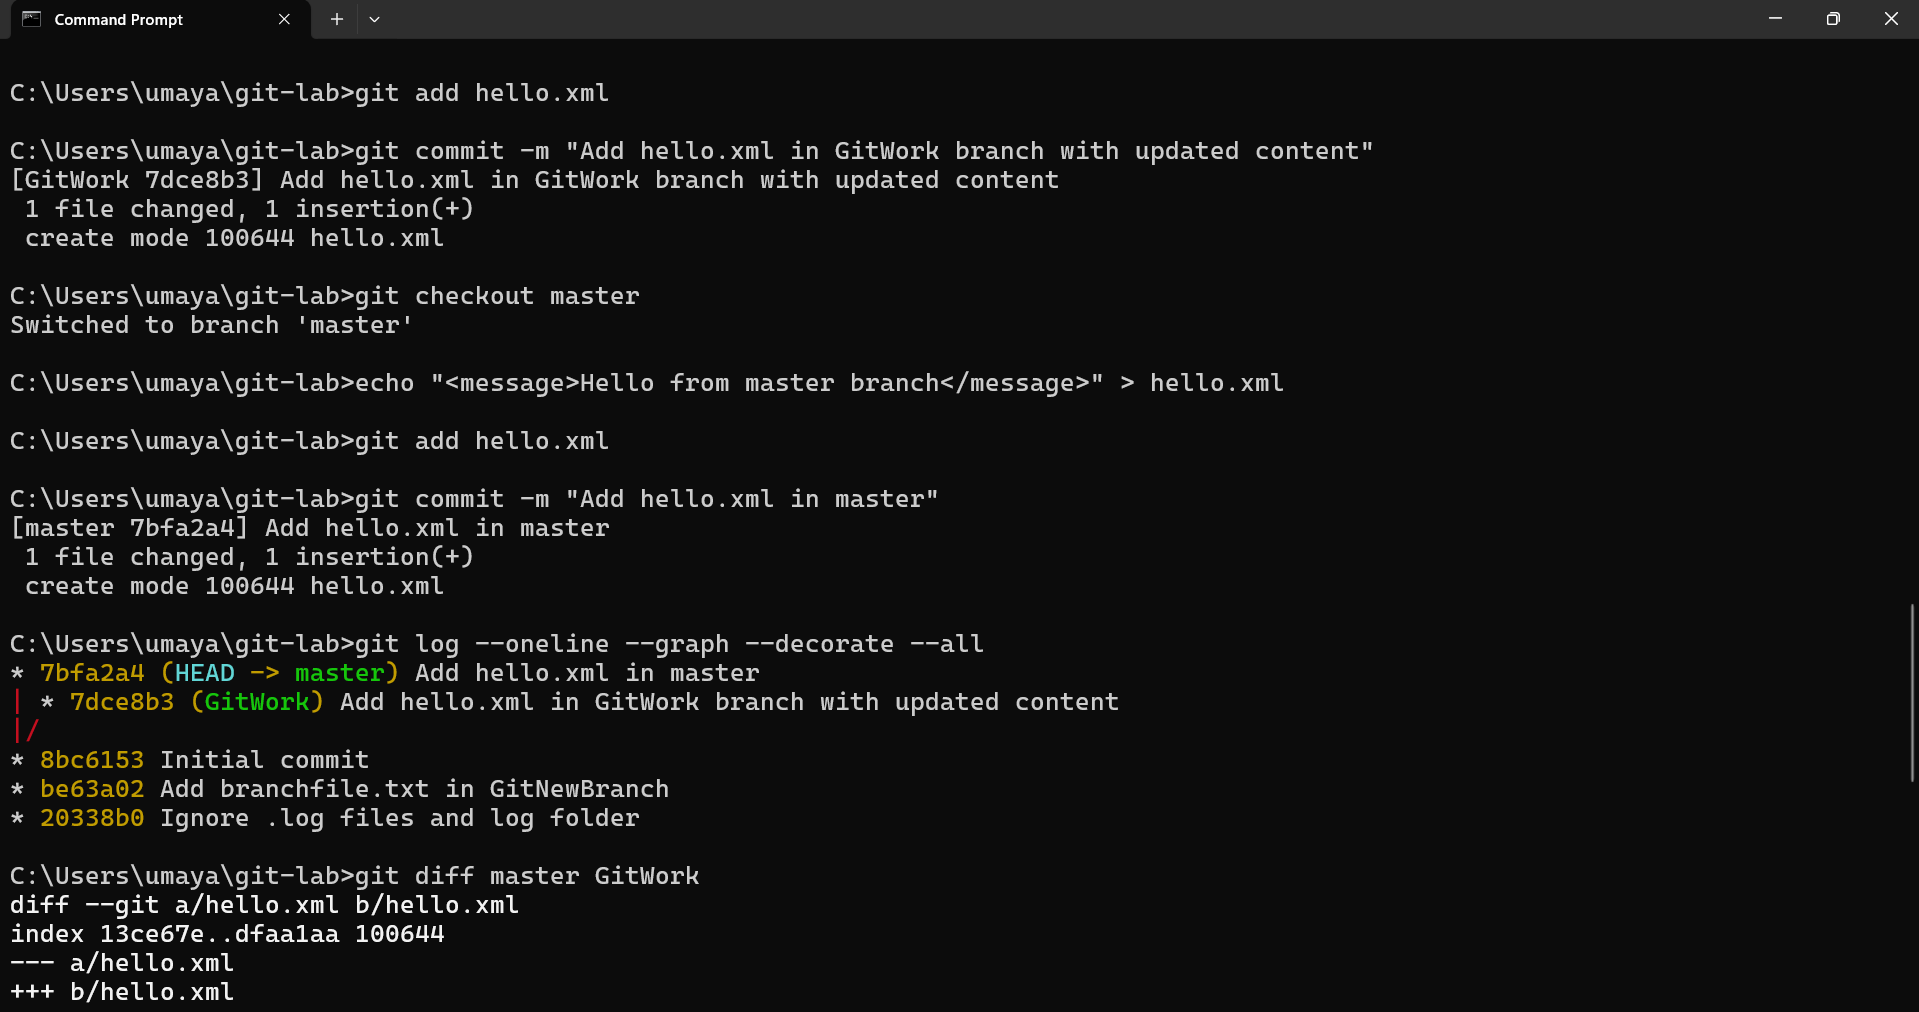 Command Prompt
C:\Users\umaya\git-lab>git add hello.xml
C:\Users\umaya\git-lab>git commit -m "Add hello.xml in GitWork branch with updated content"
[GitWork 7dce8b3] Add hello.xml in GitWork branch with updated content
 1 file changed, 1 insertion(+)
 create mode 100644 hello.xml
C:\Users\umaya\git-lab>git checkout master
Switched to branch 'master'
C:\Users\umaya\git-lab>echo "<message>Hello from master branch</message>" > hello.xml
C:\Users\umaya\git-lab>git add hello.xml
C:\Users\umaya\git-lab>git commit -m "Add hello.xml in master"
[master 7bfa2a4] Add hello.xml in master
 1 file changed, 1 insertion(+)
 create mode 100644 hello.xml
C:\Users\umaya\git-lab>git log --oneline --graph --decorate --all
* 7bfa2a4 (HEAD -> master) Add hello.xml in master
| * 7dce8b3 (GitWork) Add hello.xml in GitWork branch with updated content
|/
* 8bc6153 Initial commit
* be63a02 Add branchfile.txt in GitNewBranch
* 20338b0 Ignore .log files and log folder
C:\Users\umaya\git-lab>git diff master GitWork
diff --git a/hello.xml b/hello.xml
index 13ce67e..dfaa1aa 100644
--- a/hello.xml
+++ b/hello.xml